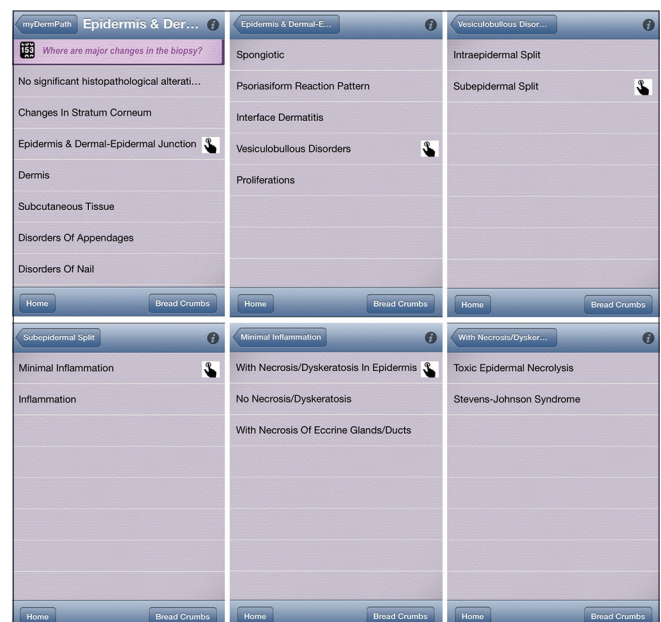 myDermPath
Epidermis & Der...
Where are major changes in the biopsy?
No significant histopathological alterati...
Changes In Stratum Corneum
Epidermis & Dermal-Epidermal Junction
Dermis
Subcutaneous Tissue
Disorders Of Appendages
Disorders Of Nail
Home
Bread Crumbs
Epidermis & Dermal-E...
Spongiotic
Psoriasiform Reaction Pattern
Interface Dermatitis
Vesiculobullous Disorders
Proliferations
Home
Bread Crumbs
Vesiculobullous Disor...
Intraepidermal Split
Subepidermal Split
Home
Bread Crumbs
Subepidermal Split
Minimal Inflammation
Inflammation
Home
Bread Crumbs
Minimal Inflammation
With Necrosis/Dyskeratosis In Epidermis
No Necrosis/Dyskeratosis
With Necrosis Of Eccrine Glands/Ducts
Home
Bread Crumbs
With Necrosis/Dysker...
Toxic Epidermal Necrolysis
Stevens-Johnson Syndrome
Home
Bread Crumbs